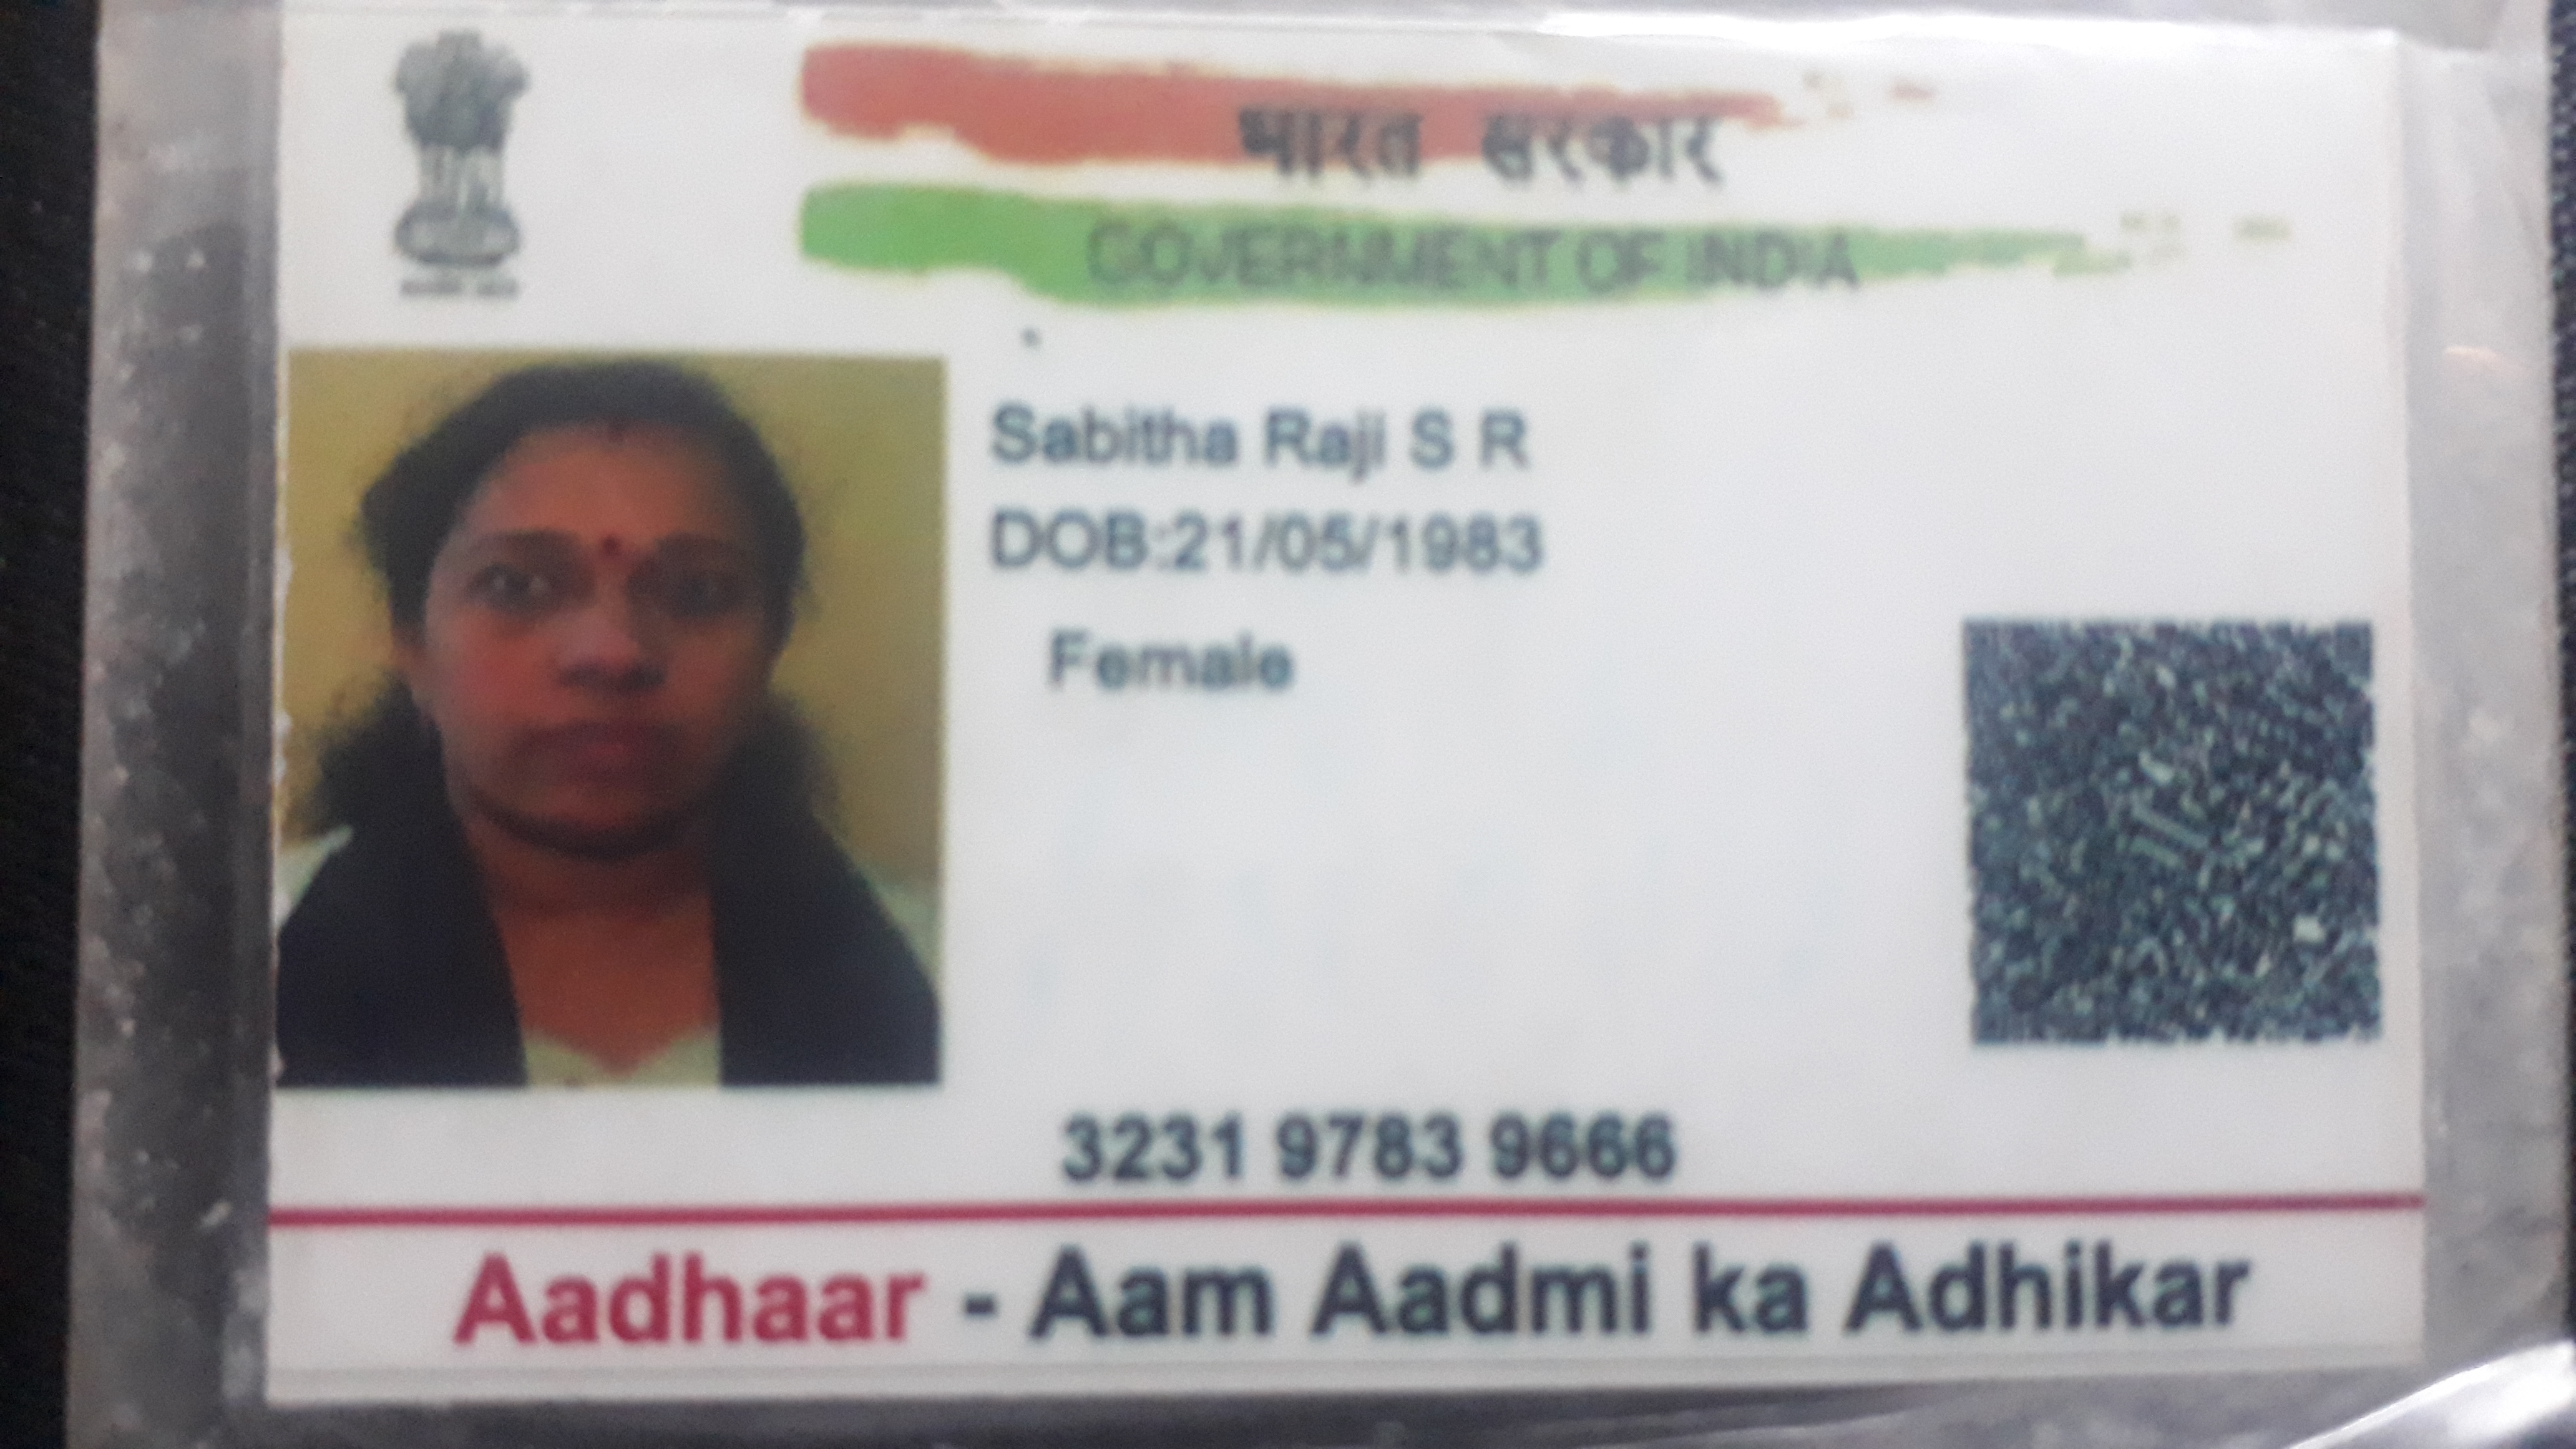 भारत सरकार
GOVERNMENT OF INDIA
Sabitha Raji S R
DOB:21/05/1983
Female
3231 9783 9666
Aadhaar - Aam Aadmi ka Adhikar